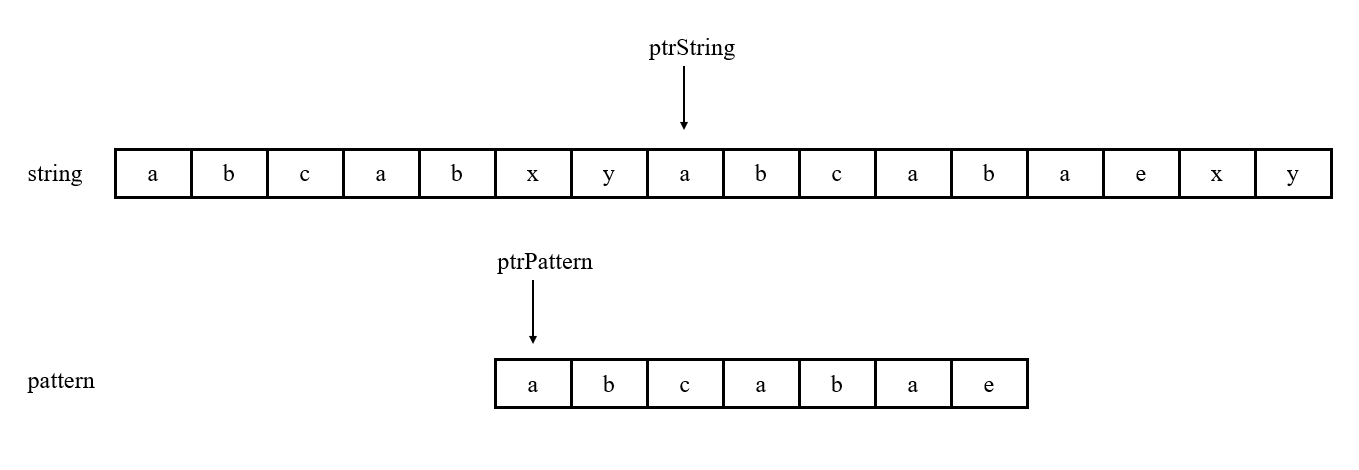 ptrString
string a b c a b x y a b c a b a e x y
ptrPattern
pattern a b c a b a e